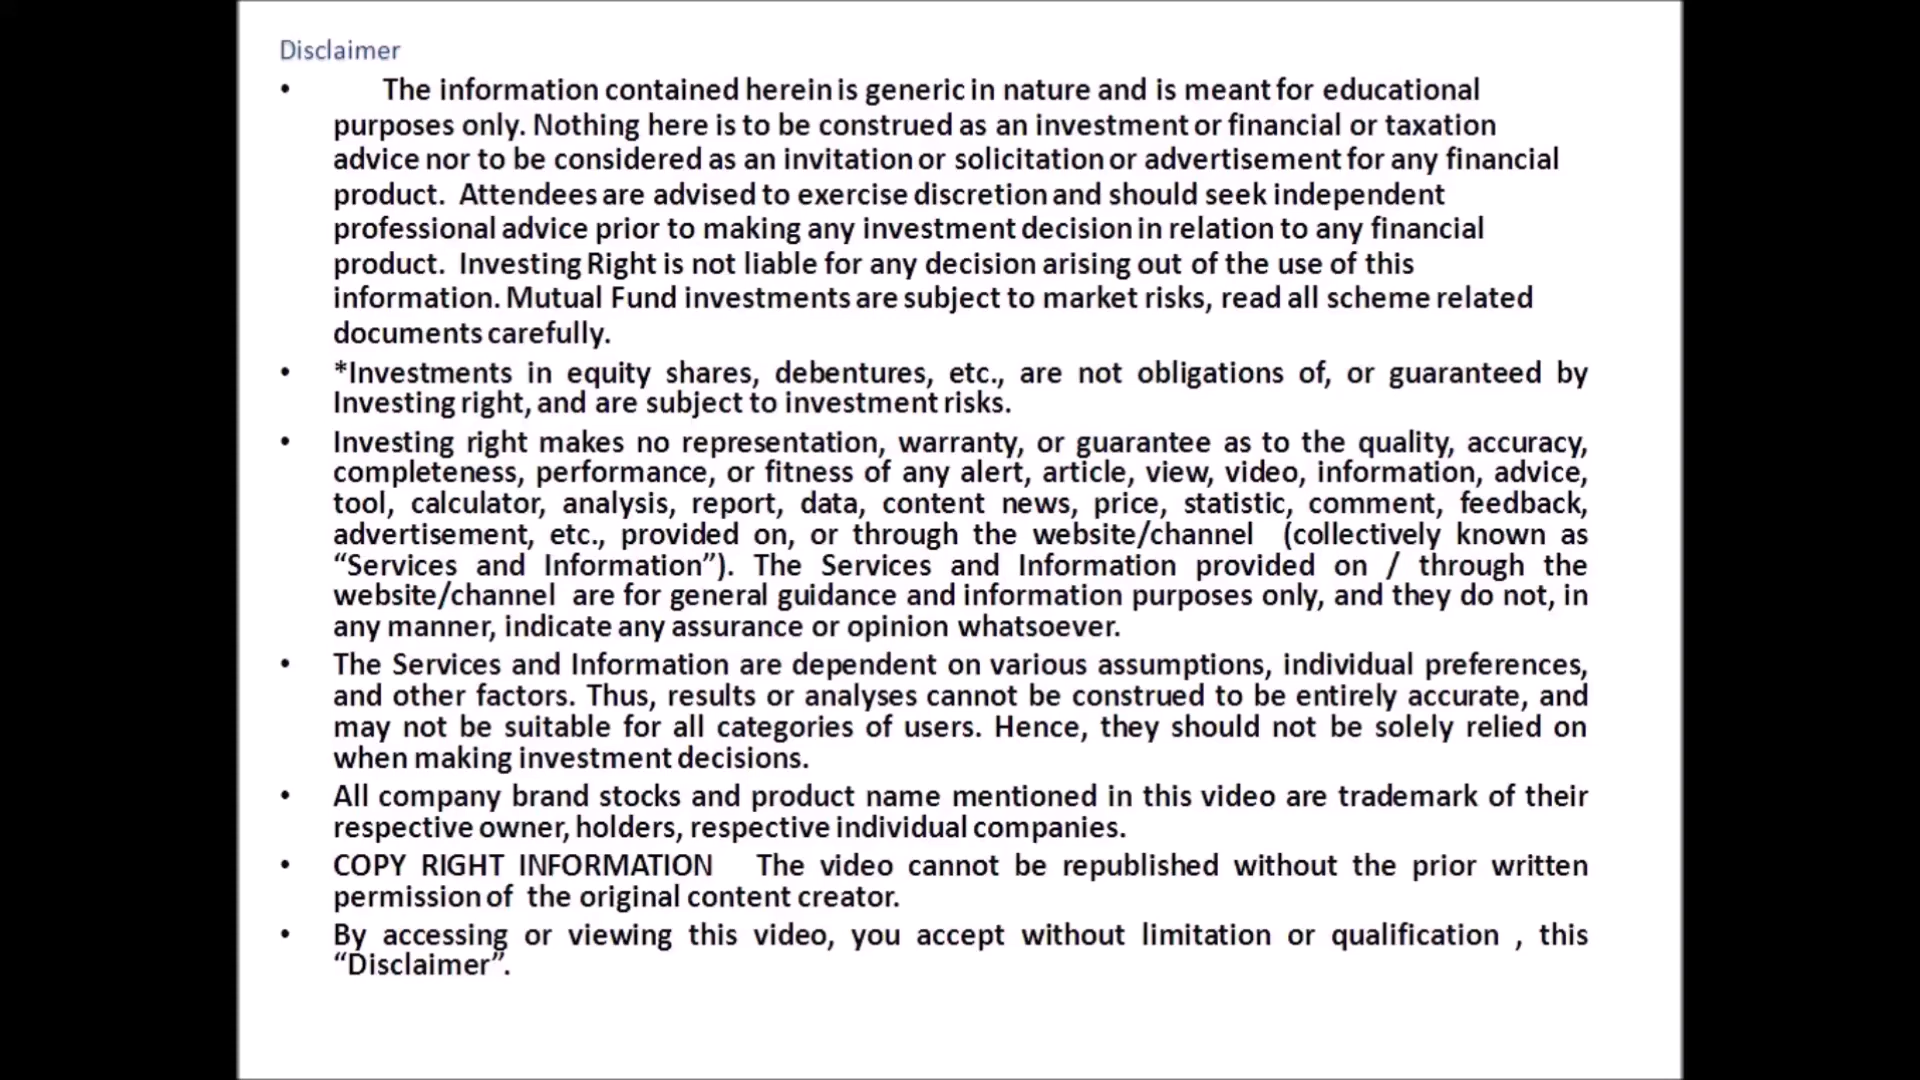 Disclaimer
• The information contained herein is generic in nature and is meant for educational
purposes only. Nothing here is to be construed as an investment or financial or taxation
advice nor to be considered as an invitation or solicitation or advertisement for any financial
product. Attendees are advised to exercise discretion and should seek independent
professional advice prior to making any investment decision in relation to any financial
product. Investing Right is not liable for any decision arising out of the use of this
information. Mutual Fund investments are subject to market risks, read all scheme related
documents carefully.
• *Investments in equity shares, debentures, etc., are not obligations of, or guaranteed by
Investing right, and are subject to investment risks.
• Investing right makes no representation, warranty, or guarantee as to the quality, accuracy,
completeness, performance, or fitness of any alert, article, view, video, information, advice,
tool, calculator, analysis, report, data, content news, price, statistic, comment, feedback,
advertisement, etc., provided on, or through the website/channel (collectively known as
“Services and Information”). The Services and Information provided on / through the
website/channel are for general guidance and information purposes only, and they do not, in
any manner, indicate any assurance or opinion whatsoever.
• The Services and Information are dependent on various assumptions, individual preferences,
and other factors. Thus, results or analyses cannot be construed to be entirely accurate, and
may not be suitable for all categories of users. Hence, they should not be solely relied on
when making investment decisions.
• All company brand stocks and product name mentioned in this video are trademark of their
respective owner, holders, respective individual companies.
• COPY RIGHT INFORMATION The video cannot be republished without the prior written
permission of the original content creator.
• By accessing or viewing this video, you accept without limitation or qualification , this
“Disclaimer”.